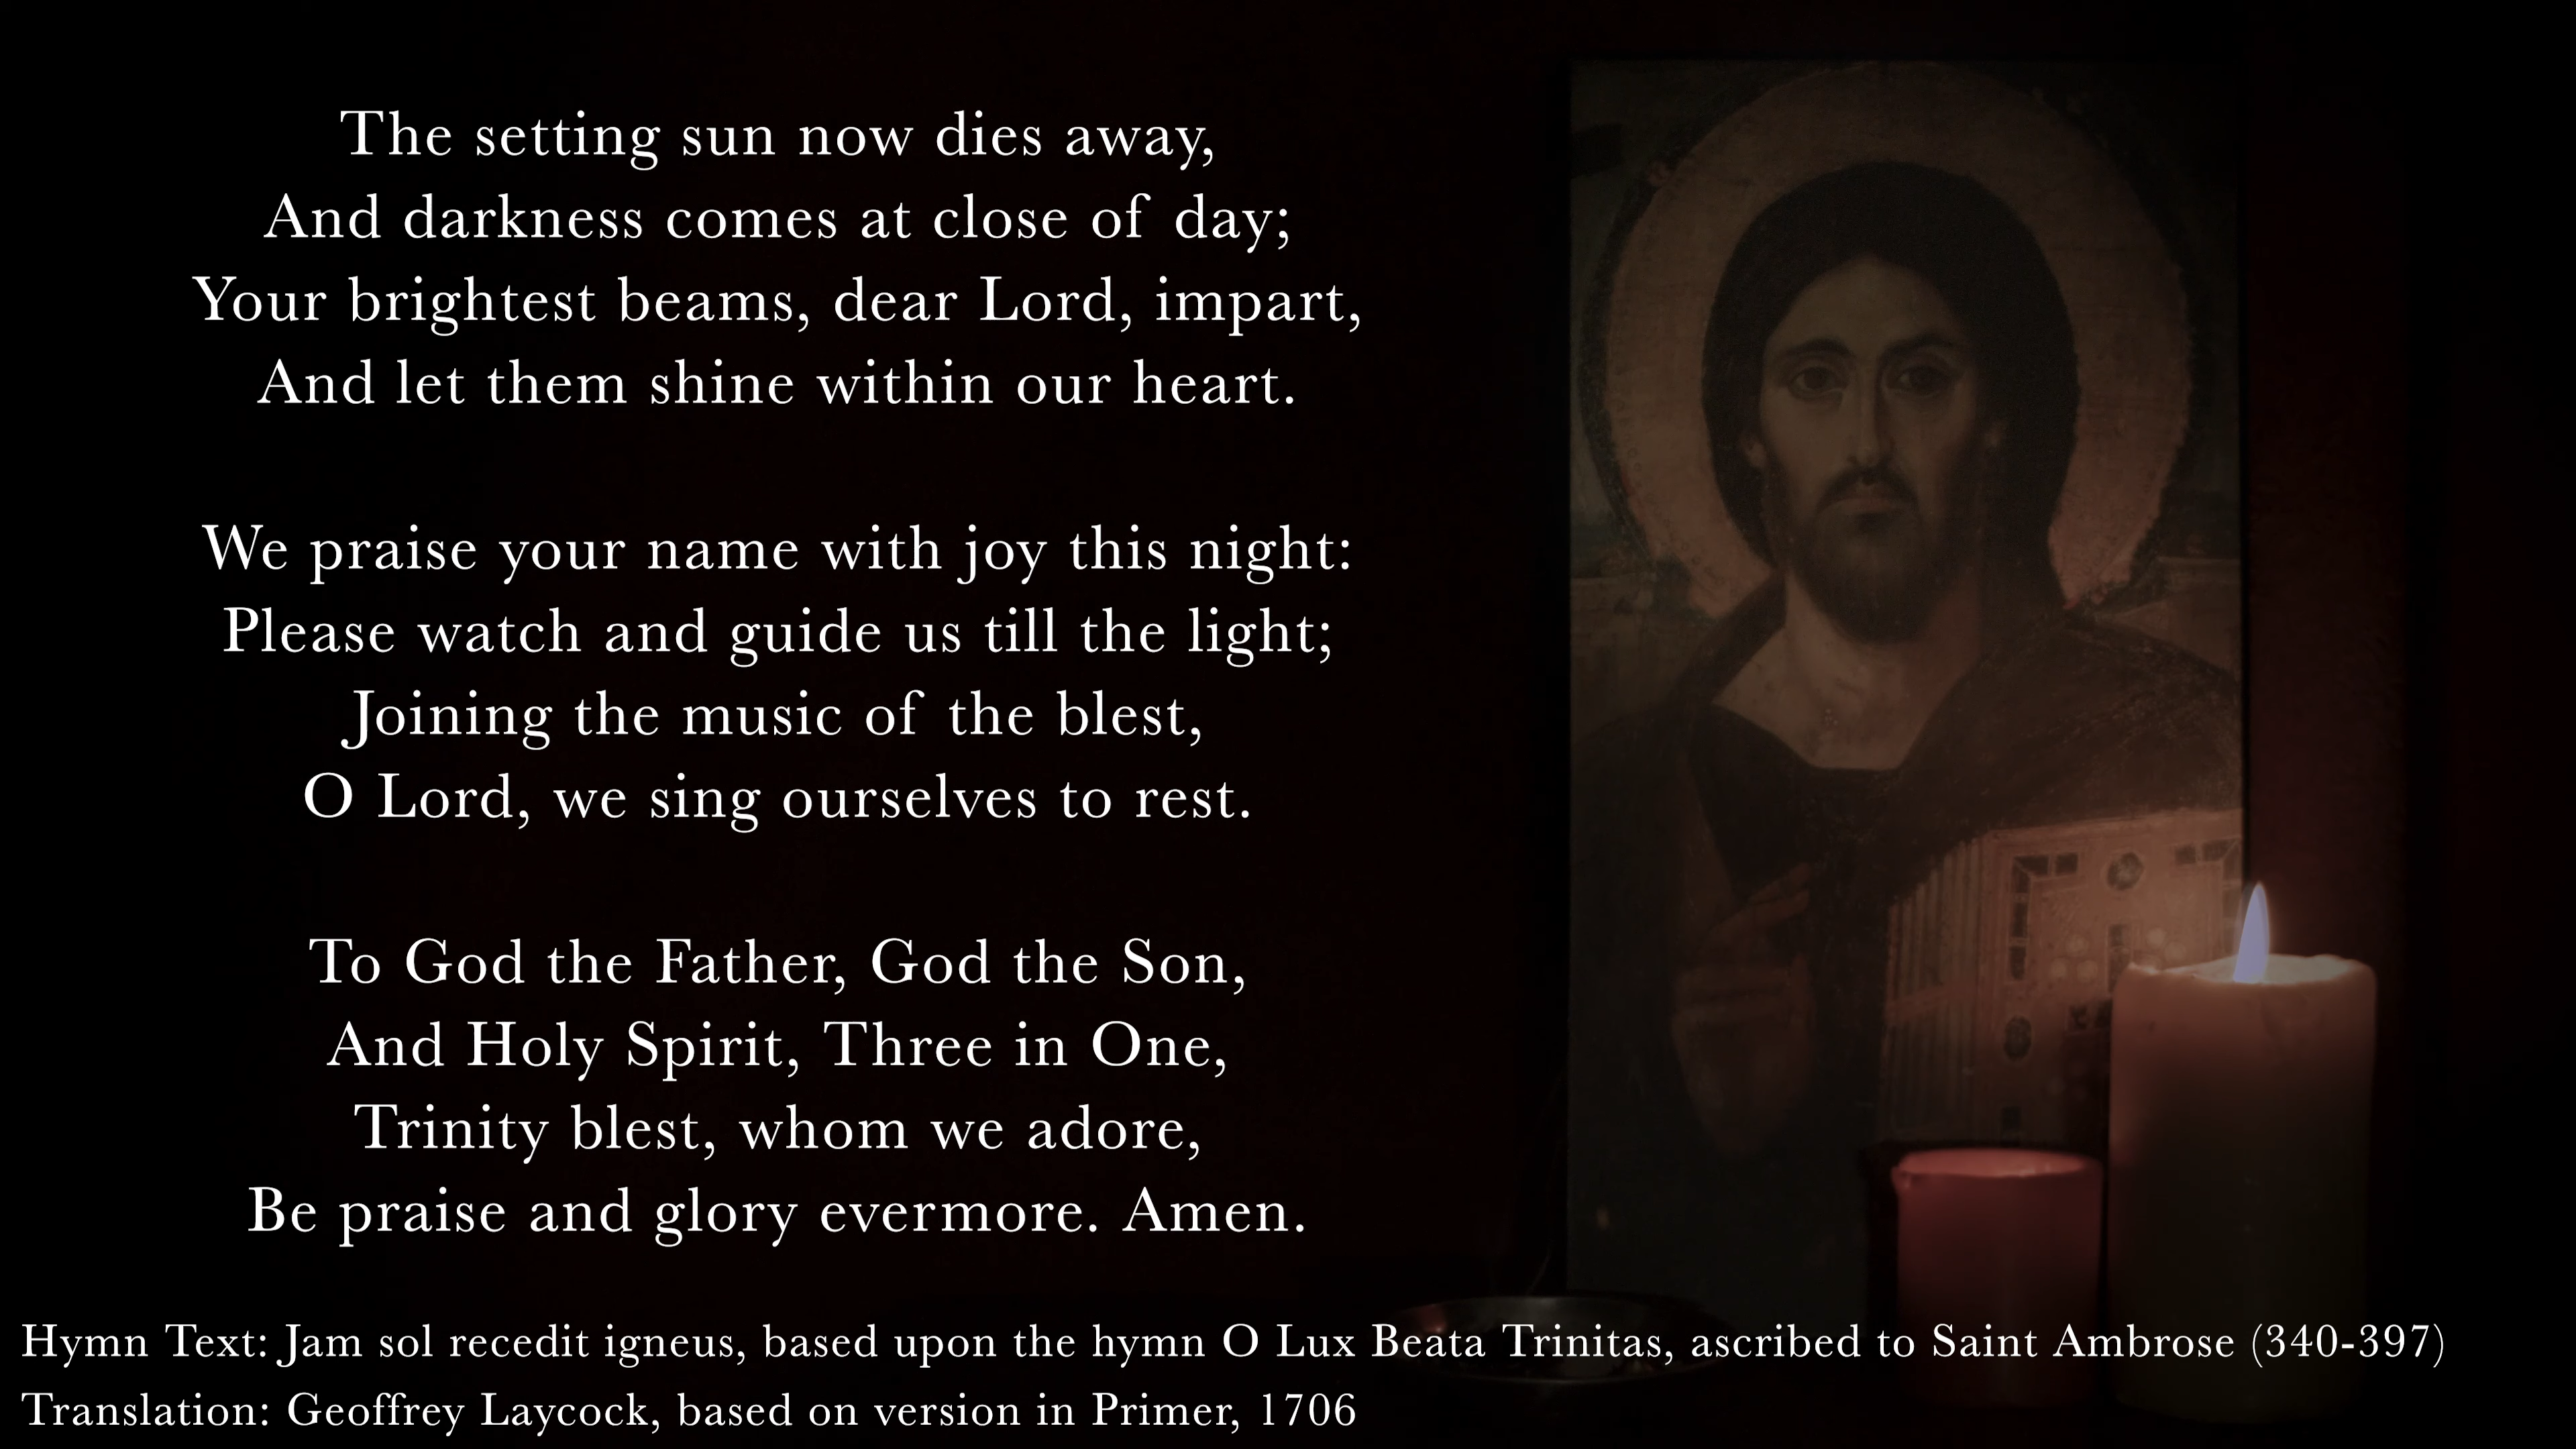 The setting sun now dies away,
And darkness comes at close of day;
Your brightest beams, dear Lord, impart,
And let them shine within our heart.
We praise your name with joy this night:
Please watch and guide us till the light;
Joining the music of the blest,
O Lord, we sing ourselves to rest.
To God the Father, God the Son,
And Holy Spirit, Three in One,
Trinity blest, whom we adore,
Be praise and glory evermore. Amen.
Hymn Text: Jam sol recedit igneus, based upon the hymn O Lux Beata Trinitas, ascribed to Saint Ambrose (340-397)
Translation: Geoffrey Laycock, based on version in Primer, 1706